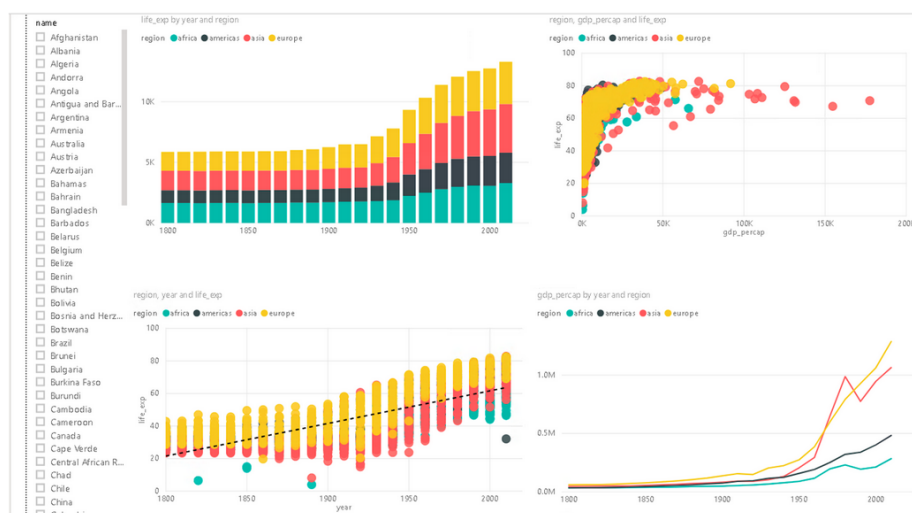 name
Afghanistan
Albania
Algeria
Andorra
Angola
Antigua and Bar...
Argentina
Armenia
Australia
Austria
Azerbaijan
Bahamas
Bahrain
Bangladesh
Barbados
Belarus
Belgium
Belize
Benin
Bhutan
Bolivia
Bosnia and Herz...
Botswana
Brazil
Brunei
Bulgaria
Burkina Faso
Burundi
Cambodia
Cameroon
Canada
Cape Verde
Central African R...
Chad
Chile
China
life_exp by year and region
region africa americas asia europe
10K
5K
0K
1800 1850 1900 1950 2000
region, gdp_percap and life_exp
region africa americas asia europe
100
80
60
40
20
0
life_exp
0K 50K 100K 150K
gdp_percap
region, year and life_exp
region africa americas asia europe
100
80
60
40
20
0
life_exp
1800 1850 1900 1950 2000
year
gdp_percap by year and region
region africa americas asia europe
1.0M
0.5M
0.0M
1800 1850 1900 1950 2000